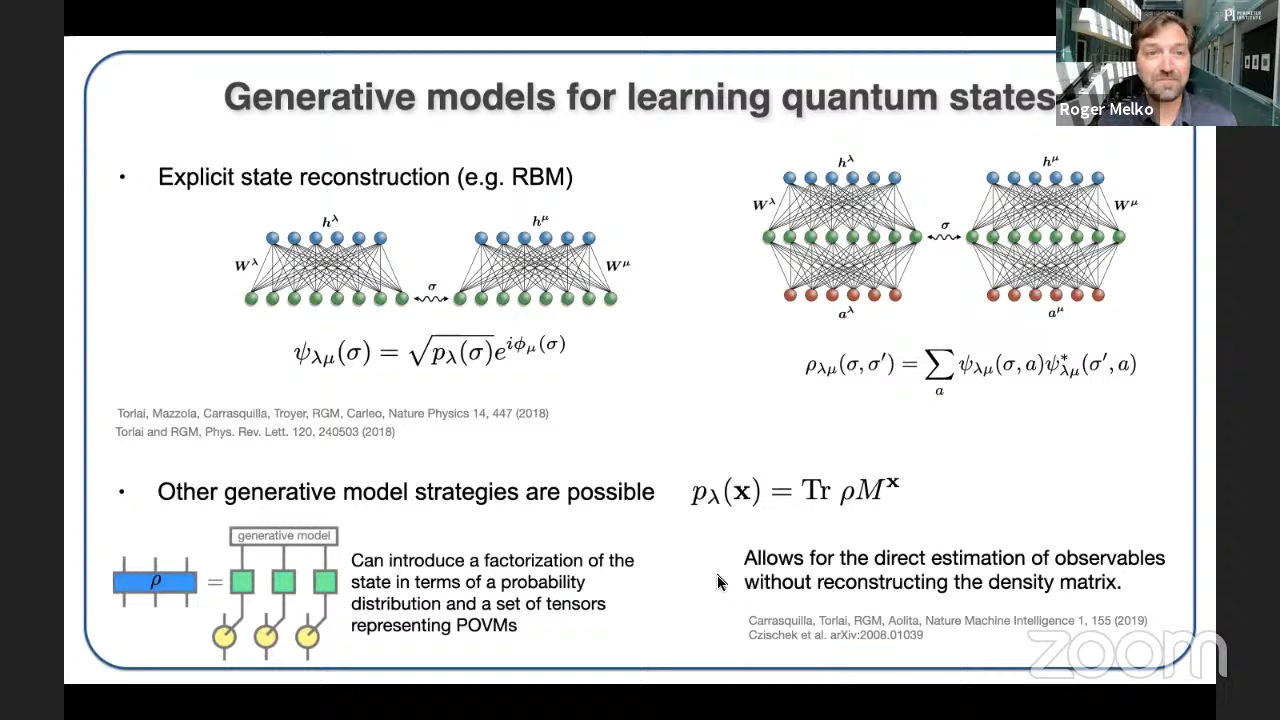 PERIMETER
INSTITUTE
Roger Melko
Generative models for learning quantum states
• Explicit state reconstruction (e.g. RBM)
h^λ h^μ
W^λ W^μ
σ
ψ_λμ(σ) = √p_λ(σ) e^{iϕ_μ(σ)}
h^λ h^μ
W^λ W^μ
σ
a^λ a^μ
ρ_λμ(σ, σ′) = ∑_a ψ_λμ(σ, a)ψ*_λμ(σ′, a)
Torlai, Mazzola, Carrasquilla, Troyer, RGM, Carleo, Nature Physics 14, 447 (2018)
Torlai and RGM, Phys. Rev. Lett. 120, 240503 (2018)
• Other generative model strategies are possible
p_λ(x) = Tr ρM^x
generative model
ρ =
Can introduce a factorization of the
state in terms of a probability
distribution and a set of tensors
representing POVMs
Allows for the direct estimation of observables
without reconstructing the density matrix.
Carrasquilla, Torlai, RGM, Aolita, Nature Machine Intelligence 1, 155 (2019)
Czischek et al. arXiv:2008.01039
zoom